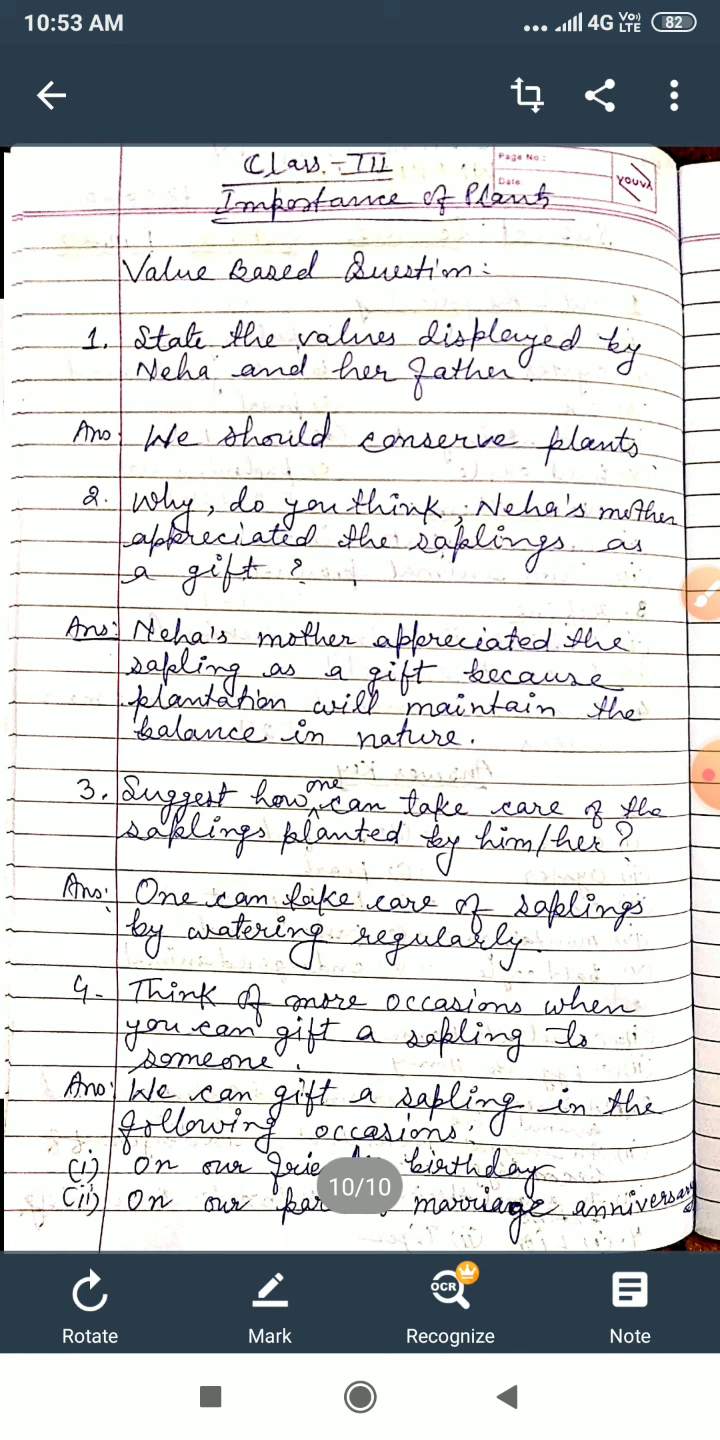 10:53 AM
4G Vo)) LTE 82
Class.-III
Page No.:
Date
YOUVA
Importance of Plants
Value Based Question:
1. State the values displayed by
Neha and her father.
Ans: We should conserve plants.
2. Why, do you think, Neha's mother
appreciated the saplings as
a gift?
Ans: Neha's mother appreciated the
sapling as a gift because
plantation will maintain the
balance in nature.
3. Suggest how one can take care of the
saplings planted by him/her?
Ans: One can take care of saplings
by watering regularly.
4- Think of more occasions when
you can gift a sapling to
someone.
Ans: We can gift a sapling in the
following occasions:
(i) On our birthday
(ii) On our marriage anniversary
10/10
OCR
Rotate
Mark
Recognize
Note